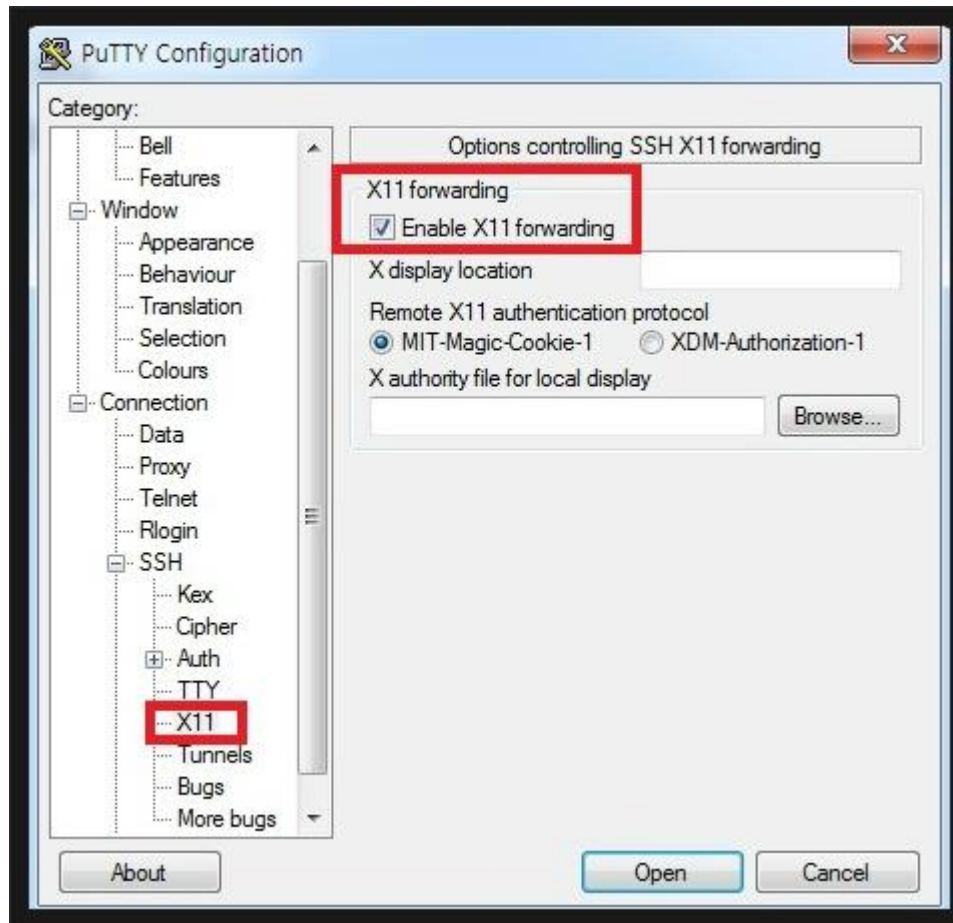 PuTTY Configuration
Category:
Bell
Features
Window
Appearance
Behaviour
Translation
Selection
Colours
Connection
Data
Proxy
Telnet
Rlogin
SSH
Kex
Cipher
Auth
TTY
X11
Tunnels
Bugs
More bugs
Options controlling SSH X11 forwarding
X11 forwarding
Enable X11 forwarding
X display location
Remote X11 authentication protocol
MIT-Magic-Cookie-1 XDM-Authorization-1
X authority file for local display
Browse...
About Open Cancel